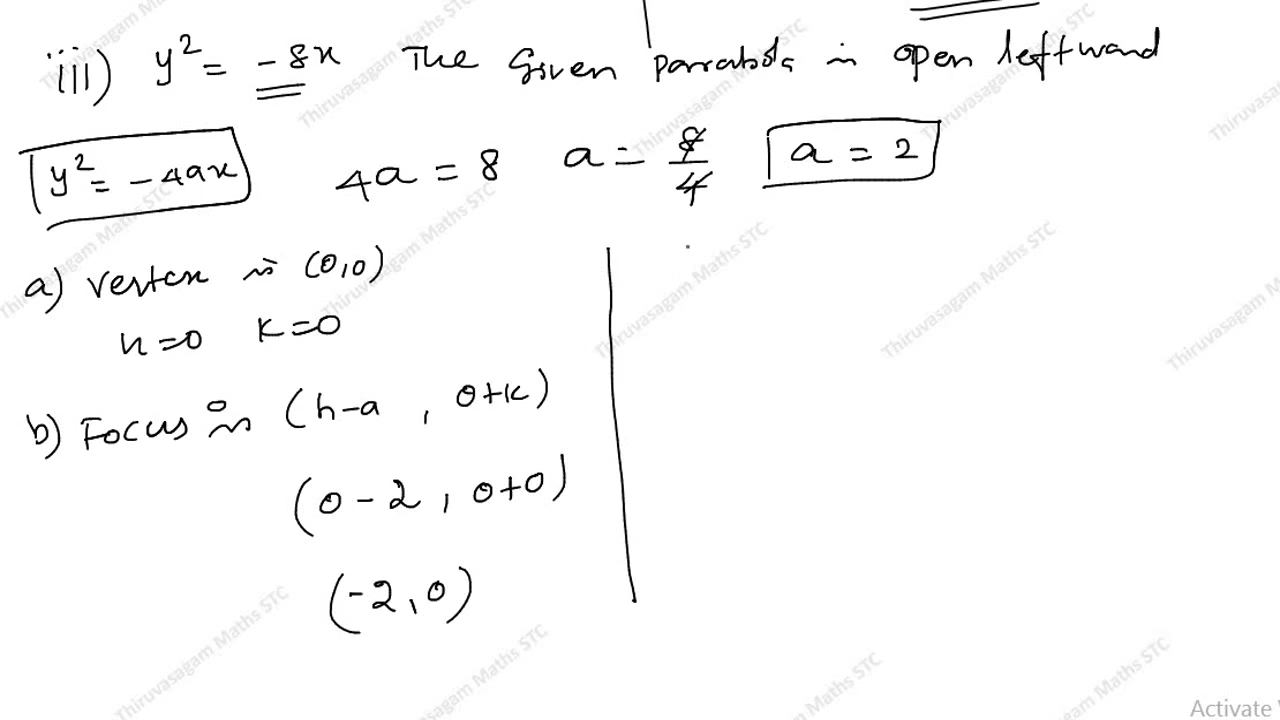 iii) y² = -8x The Given parabola is open leftward
y² = -4ax 4a = 8 a = 8/4 a = 2
a) vertex is (0,0)
h=0 k=0
b) Focus is (h-a , 0+k)
(0-2 , 0+0)
(-2, 0)
Thiruvasagam Maths STC
Activate